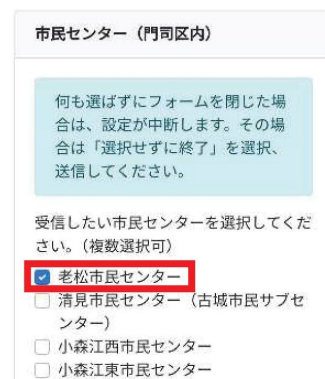 市民センター（門司区内）
何も選ばずにフォームを閉じた場
合は、設定が中断します。その場
合は「選択せずに終了」を選択、
送信してください。
受信したい市民センターを選択してくだ
さい。（複数選択可）
老松市民センター
清見市民センター（古城市民サブセ
ンター）
小森江西市民センター
小森江東市民センター